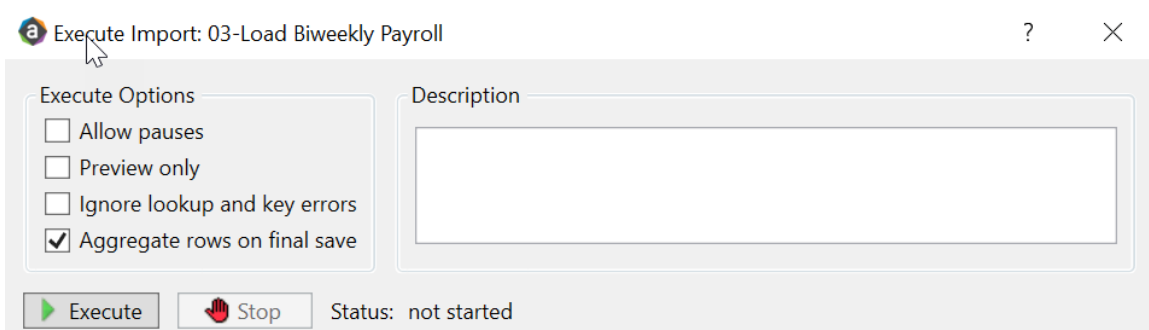 Execute Import: 03-Load Biweekly Payroll ?
Execute Options
Allow pauses
Preview only
Ignore lookup and key errors
Aggregate rows on final save
Description
Execute Stop Status: not started